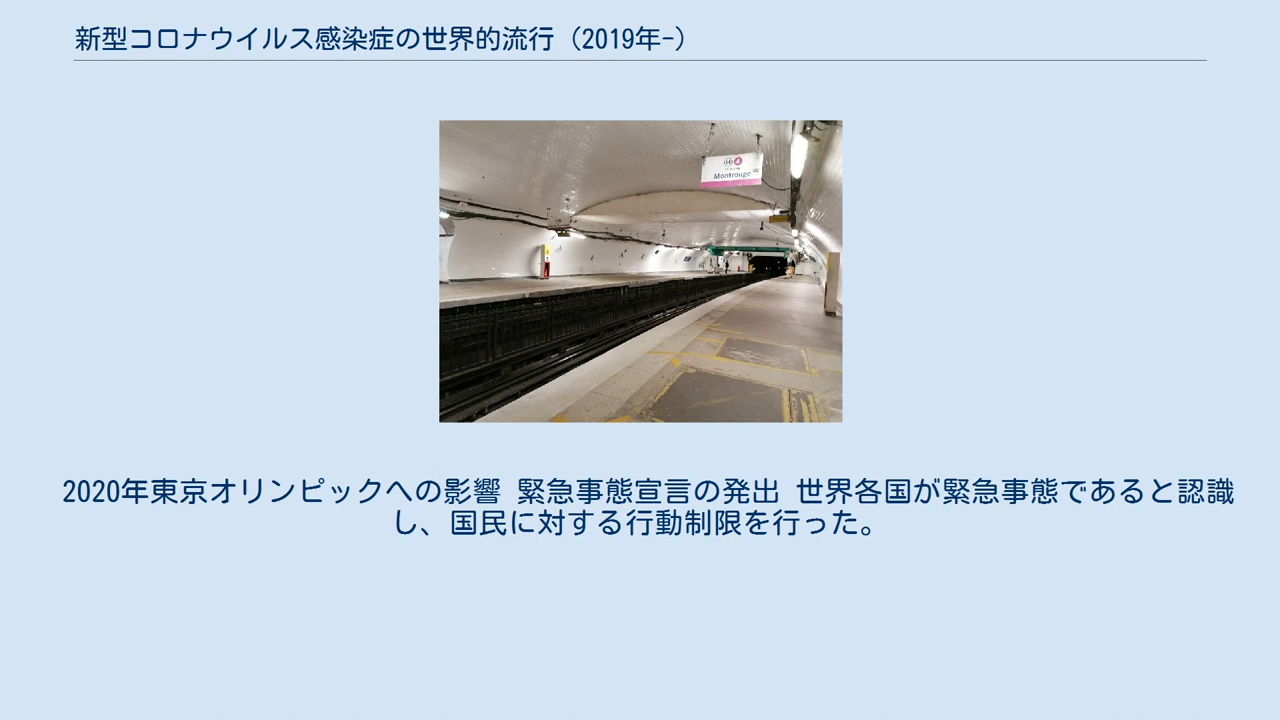 新型コロナウイルス感染症の世界的流行（2019年-）
4
Montrouge
2020年東京オリンピックへの影響 緊急事態宣言の発出 世界各国が緊急事態であると認識
し、国民に対する行動制限を行った。